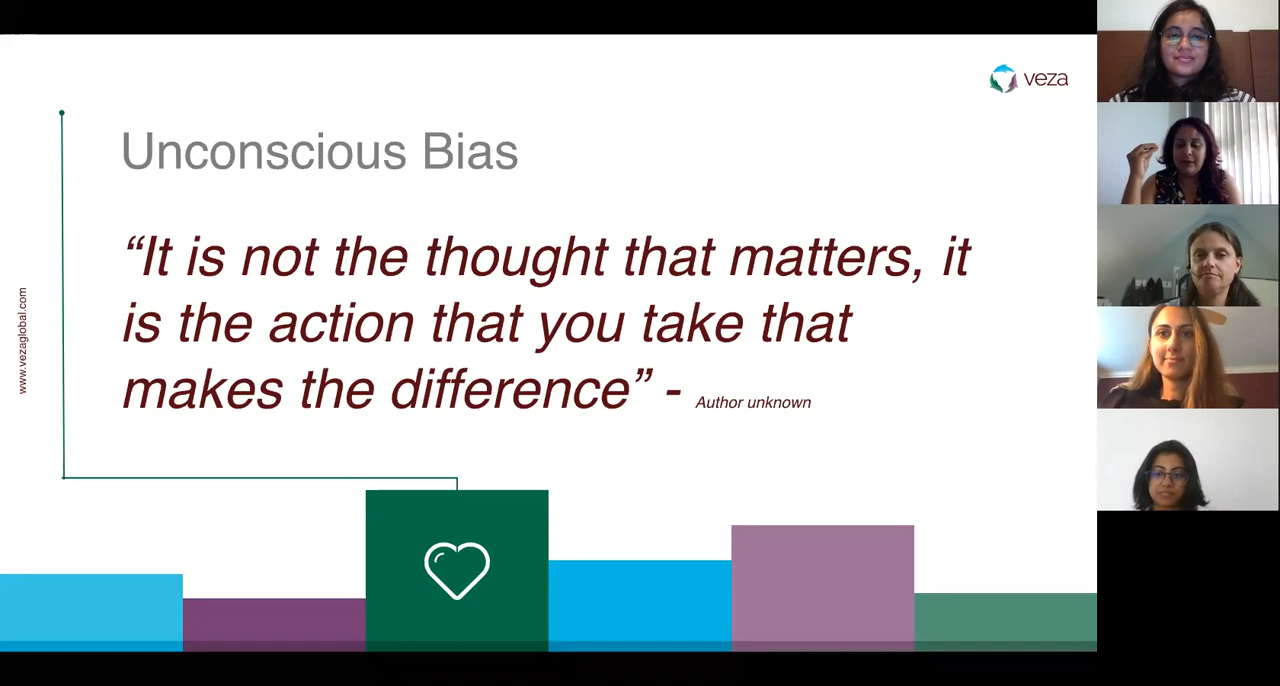 veza
Unconscious Bias
“It is not the thought that matters, it
is the action that you take that
makes the difference” - Author unknown
www.vezaglobal.com